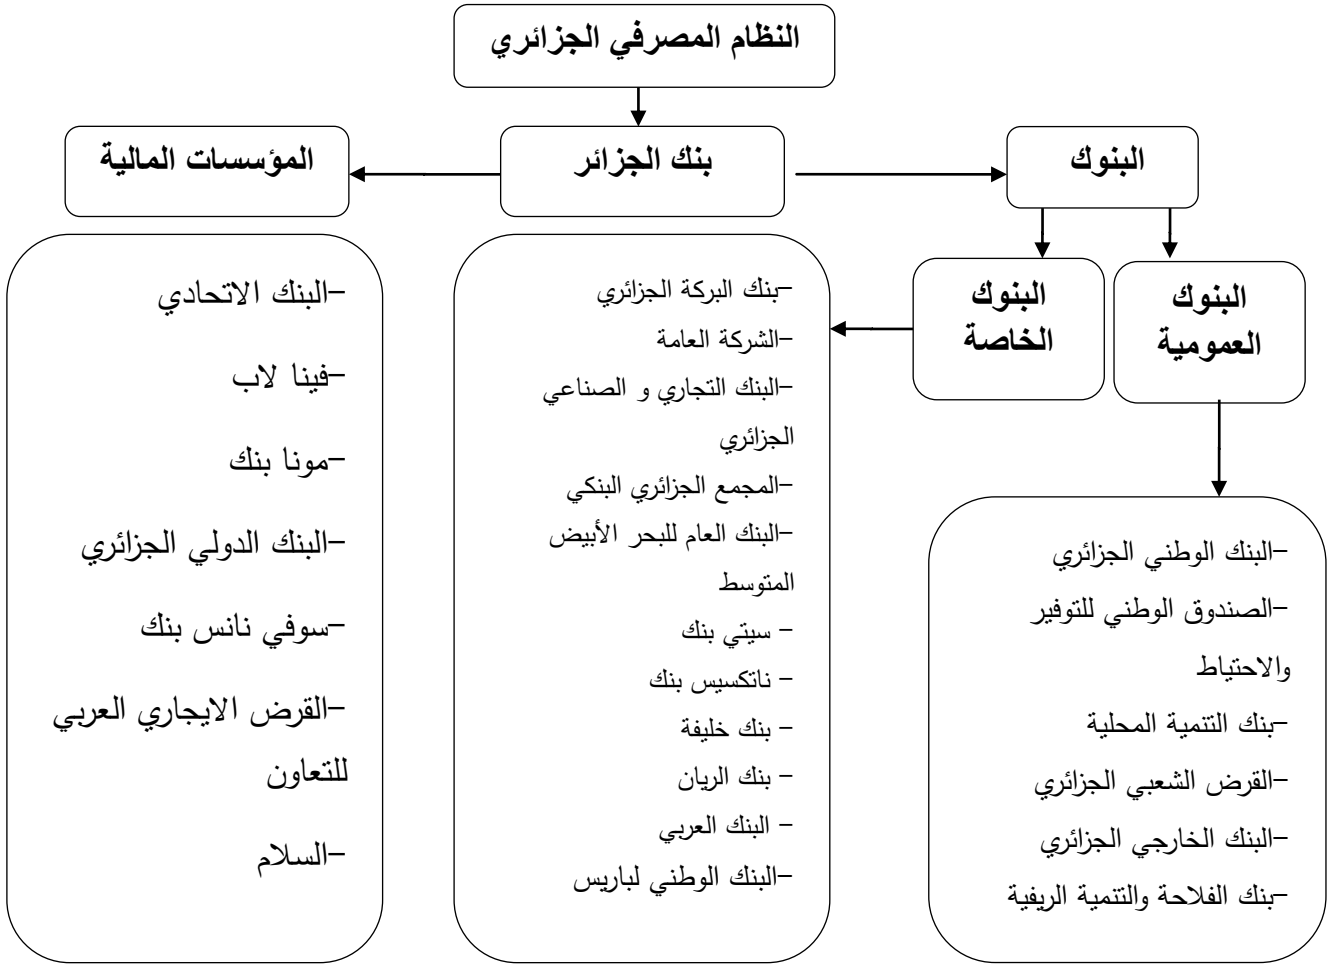 النظام المصرفي الجزائري
البنوك
بنك الجزائر
المؤسسات المالية
البنوك
العمومية
البنوك
الخاصة
–البنك الوطني الجزائري
–الصندوق الوطني للتوفير
والاحتياط
–بنك التنمية المحلية
–القرض الشعبي الجزائري
–البنك الخارجي الجزائري
–بنك الفلاحة والتنمية الريفية
–بنك البركة الجزائري
–الشركة العامة
–البنك التجاري و الصناعي
الجزائري
–المجمع الجزائري البنكي
–البنك العام للبحر الأبيض
المتوسط
– سيتي بنك
– ناتكسيس بنك
– بنك خليفة
– بنك الريان
– البنك العربي
–البنك الوطني لباريس
–البنك الاتحادي
–فينا لاب
–مونا بنك
–البنك الدولي الجزائري
–سوفي نانس بنك
–القرض الايجاري العربي
للتعاون
–السلام